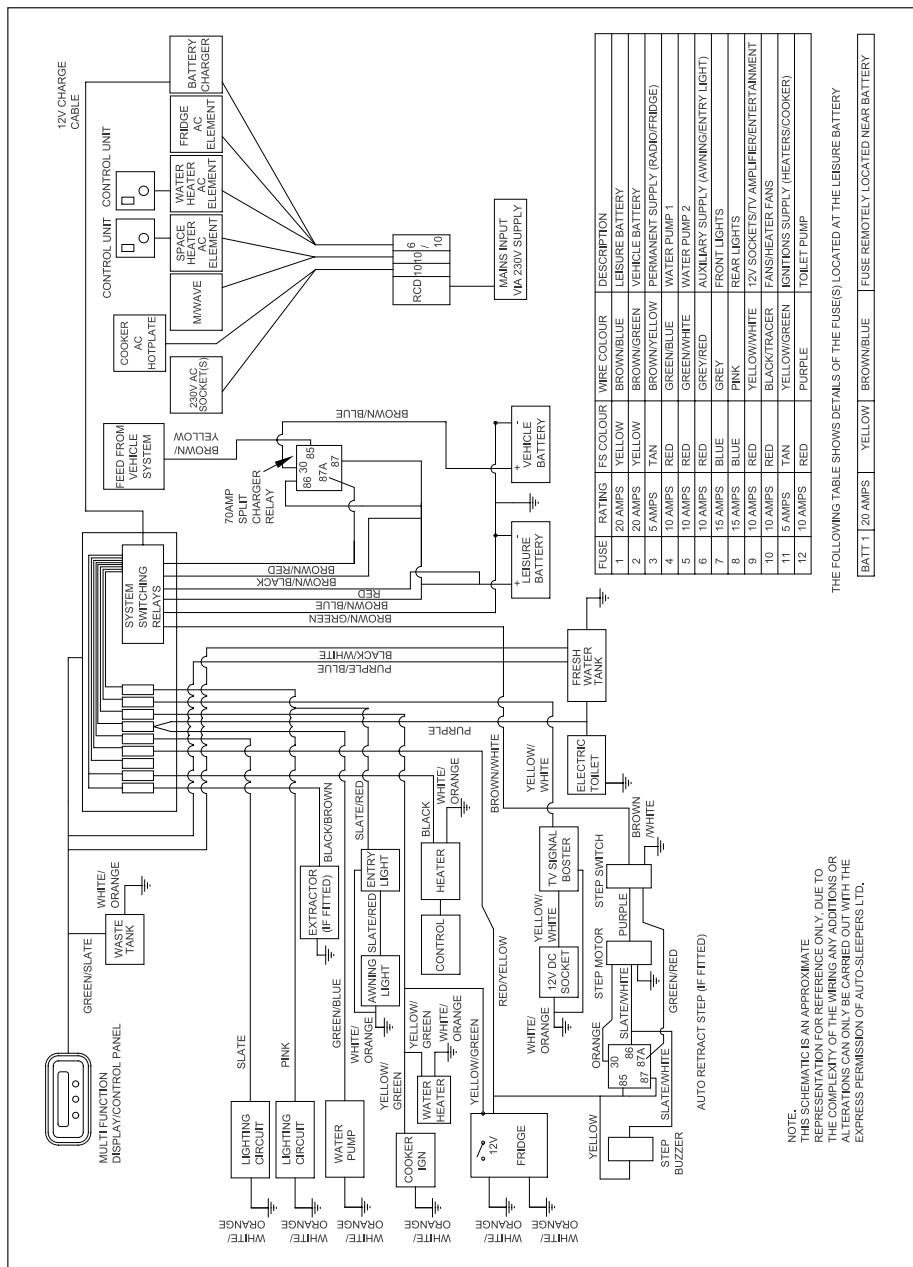 12V CHARGE
CABLE
CONTROL UNIT
CONTROL UNIT
BATTERY
CHARGER
FRIDGE
AC
ELEMENT
WATER
HEATER
AC
ELEMENT
SPACE
HEATER
AC
ELEMENT
M/WAVE
COOKER
AC
HOTPLATE
230V AC
SOCKET(S)
RCD
10
10
6
/
10
MAINS INPUT
VIA 230V SUPPLY
FEED FROM
VEHICLE
SYSTEM
BROWN/
YELLOW
70AMP
SPLIT
CHARGER
RELAY
86
30
85
87A
87
BROWN/BLUE
VEHICLE
BATTERY
+
-
LEISURE
BATTERY
+
-
SYSTEM
SWITCHING
RELAYS
BROWN/RED
BROWN/BLACK
RED
BROWN/BLUE
BROWN/GREEN
BLACK/WHITE
PURPLE/BLUE
FRESH
WATER
TANK
PURPLE
ELECTRIC
TOILET
BROWN/WHITE
YELLOW/
WHITE
MULTI FUNCTION
DISPLAY/CONTROL PANEL
GREEN/SLATE
WASTE
TANK
WHITE/
ORANGE
SLATE
LIGHTING
CIRCUIT
WHITE/
ORANGE
PINK
LIGHTING
CIRCUIT
WHITE/
ORANGE
BLACK/BROWN
EXTRACTOR
(IF FITTED)
GREEN/BLUE
WATER
PUMP
WHITE/
ORANGE
SLATE/RED
ENTRY
LIGHT
SLATE/RED
AWNING
LIGHT
WHITE/
ORANGE
BLACK
HEATER
WHITE/
ORANGE
CONTROL
YELLOW/
GREEN
WATER
HEATER
WHITE/
ORANGE
YELLOW/
GREEN
COOKER
IGN
WHITE/
ORANGE
RED/YELLOW
YELLOW/GREEN
12V
FRIDGE
WHITE/
ORANGE
WHITE/
ORANGE
TV SIGNAL
BOSTER
YELLOW/
WHITE
12V DC
SOCKET
WHITE/
ORANGE
BROWN
/WHITE
STEP SWITCH
PURPLE
STEP MOTOR
GREEN/RED
ORANGE
SLATE/WHITE
30
86
87A
85
87
SLATE/WHITE
YELLOW
STEP
BUZZER
AUTO RETRACT STEP (IF FITTED)
FUSE RATING FS COLOUR WIRE COLOUR DESCRIPTION
1 20 AMPS YELLOW BROWN/BLUE LEISURE BATTERY
2 20 AMPS YELLOW BROWN/GREEN VEHICLE BATTERY
3 5 AMPS TAN BROWN/YELLOW PERMANENT SUPPLY (RADIO/FRIDGE)
4 10 AMPS RED GREEN/BLUE WATER PUMP 1
5 10 AMPS RED GREEN/WHITE WATER PUMP 2
6 10 AMPS RED GREY/RED AUXILIARY SUPPLY (AWNING/ENTRY LIGHT)
7 15 AMPS BLUE GREY FRONT LIGHTS
8 15 AMPS BLUE PINK REAR LIGHTS
9 10 AMPS RED YELLOW/WHITE 12V SOCKETS/TV AMPLIFIER/ENTERTAINMENT
10 10 AMPS RED BLACK/TRACER FANS/HEATER FANS
11 5 AMPS TAN YELLOW/GREEN IGNITIONS SUPPLY (HEATERS/COOKER)
12 10 AMPS RED PURPLE TOILET PUMP
THE FOLLOWING TABLE SHOWS DETAILS OF THE FUSE(S) LOCATED AT THE LEISURE BATTERY
BATT 1 20 AMPS YELLOW BROWN/BLUE FUSE REMOTELY LOCATED NEAR BATTERY
NOTE.
THIS SCHEMATIC IS AN APPROXIMATE
REPRESENTATION FOR REFERENCE ONLY, DUE TO
THE COMPLEXITY OF THE WIRING ANY ADDITIONS OR
ALTERATIONS CAN ONLY BE CARRIED OUT WITH THE
EXPRESS PERMISSION OF AUTO-SLEEPERS LTD.